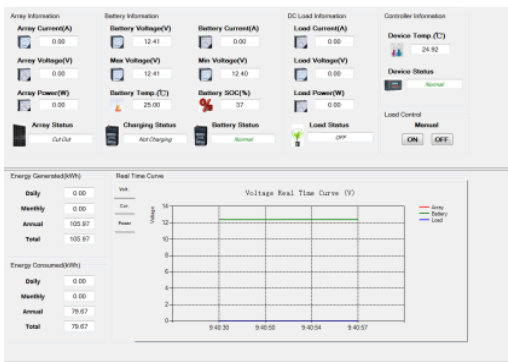 Array Information
Battery Information
DC Load Information
Controller Information
Array Current(A)
Battery Voltage(V)
Battery Current(A)
Load Current(A)
Device Temp.(℃)
0.00
12.41
0.00
0.00
24.92
Array Voltage(V)
Max Voltage(V)
Min Voltage(V)
Load Voltage(V)
Device Status
0.00
12.41
12.40
0.00
Normal
Array Power(W)
Battery Temp.(℃)
Battery SOC(%)
Load Power(W)
0.00
25.00
37
0.00
Load Control
Array Status
Charging Status
Battery Status
Load Status
Manual
Cut Out
Not Charging
Normal
OFF
ON
OFF
Energy Generated(kWh)
Daily
0.00
Monthly
0.00
Annual
105.97
Total
105.97
Energy Consumed(kWh)
Daily
0.00
Monthly
0.00
Annual
79.67
Total
79.67
Real Time Curve
Volt.
Cur.
Power
Voltage Real Time Curve (V)
Voltage
14
12
10
8
6
4
2
0
9:40:30
9:40:50
9:40:54
9:40:57
Array
Battery
Load